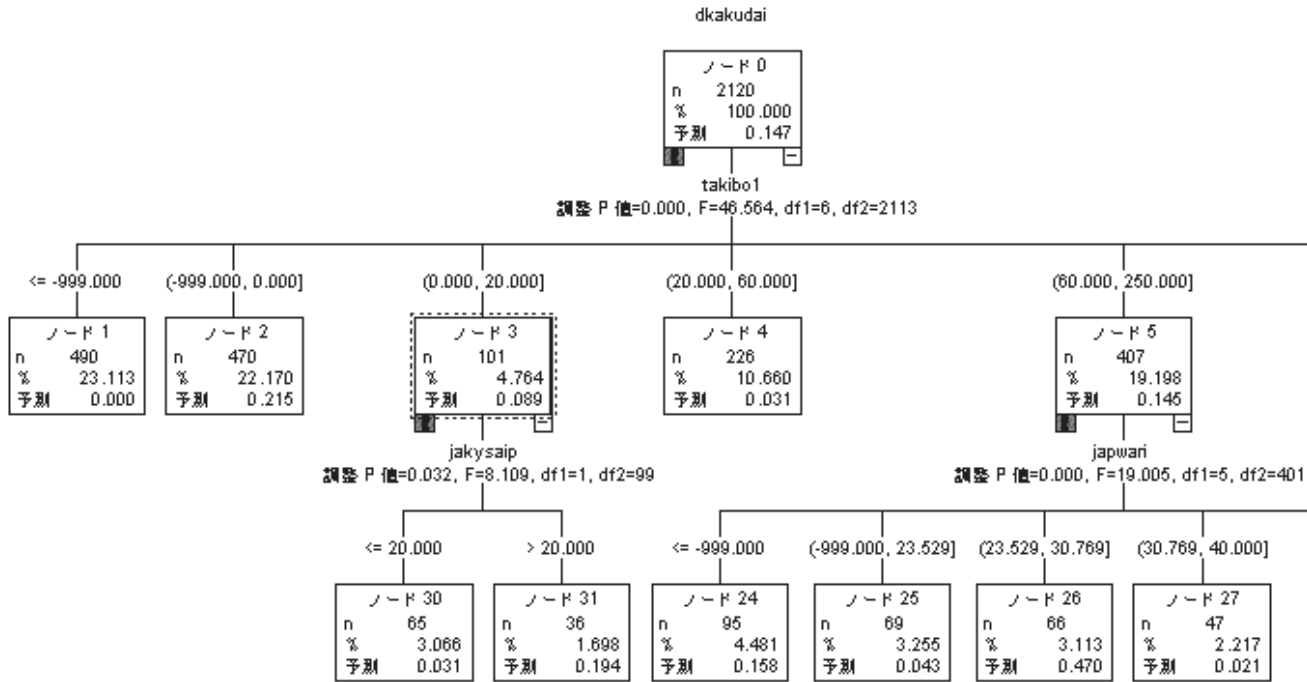 dkakudai
ノード 0
n 2120
% 100.000
予測 0.147
takibo1
調整 P 値=0.000, F=46.564, df1=6, df2=2113
<= -999.000
(-999.000, 0.000]
(0.000, 20.000]
(20.000, 60.000]
(60.000, 250.000]
ノード 1
n 490
% 23.113
予測 0.000
ノード 2
n 470
% 22.170
予測 0.215
ノード 3
n 101
% 4.764
予測 0.089
ノード 4
n 226
% 10.660
予測 0.031
ノード 5
n 407
% 19.198
予測 0.145
jakysaip
調整 P 値=0.032, F=8.109, df1=1, df2=99
japwari
調整 P 値=0.000, F=19.005, df1=5, df2=401
<= 20.000
> 20.000
<= -999.000
(-999.000, 23.529]
(23.529, 30.769]
(30.769, 40.000]
ノード 30
n 65
% 3.066
予測 0.031
ノード 31
n 36
% 1.698
予測 0.194
ノード 24
n 95
% 4.481
予測 0.158
ノード 25
n 69
% 3.255
予測 0.043
ノード 26
n 66
% 3.113
予測 0.470
ノード 27
n 47
% 2.217
予測 0.021